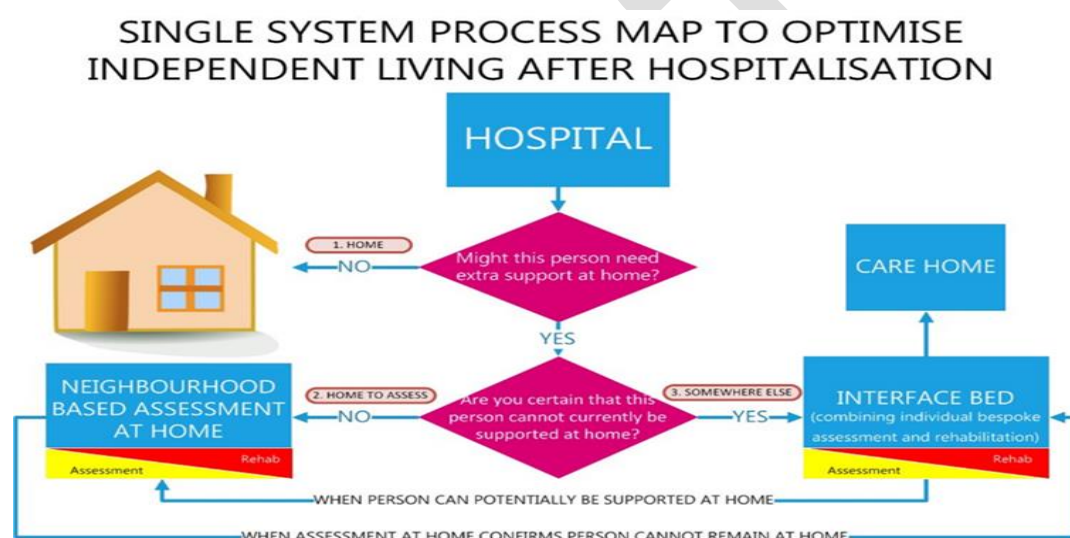 SINGLE SYSTEM PROCESS MAP TO OPTIMISE
INDEPENDENT LIVING AFTER HOSPITALISATION
HOSPITAL
1. HOME
NO
Might this person need
extra support at home?
CARE HOME
YES
NEIGHBOURHOOD
BASED ASSESSMENT
AT HOME
Assessment
Rehab
2. HOME TO ASSESS
NO
Are you certain that this
person cannot currently be
supported at home?
3. SOMEWHERE ELSE
YES
INTERFACE BED
(combining individual bespoke
assessment and rehabilitation)
Assessment
Rehab
WHEN PERSON CAN POTENTIALLY BE SUPPORTED AT HOME
WHEN ASSESSMENT AT HOME CONFIRMS PERSON CANNOT REMAIN AT HOME